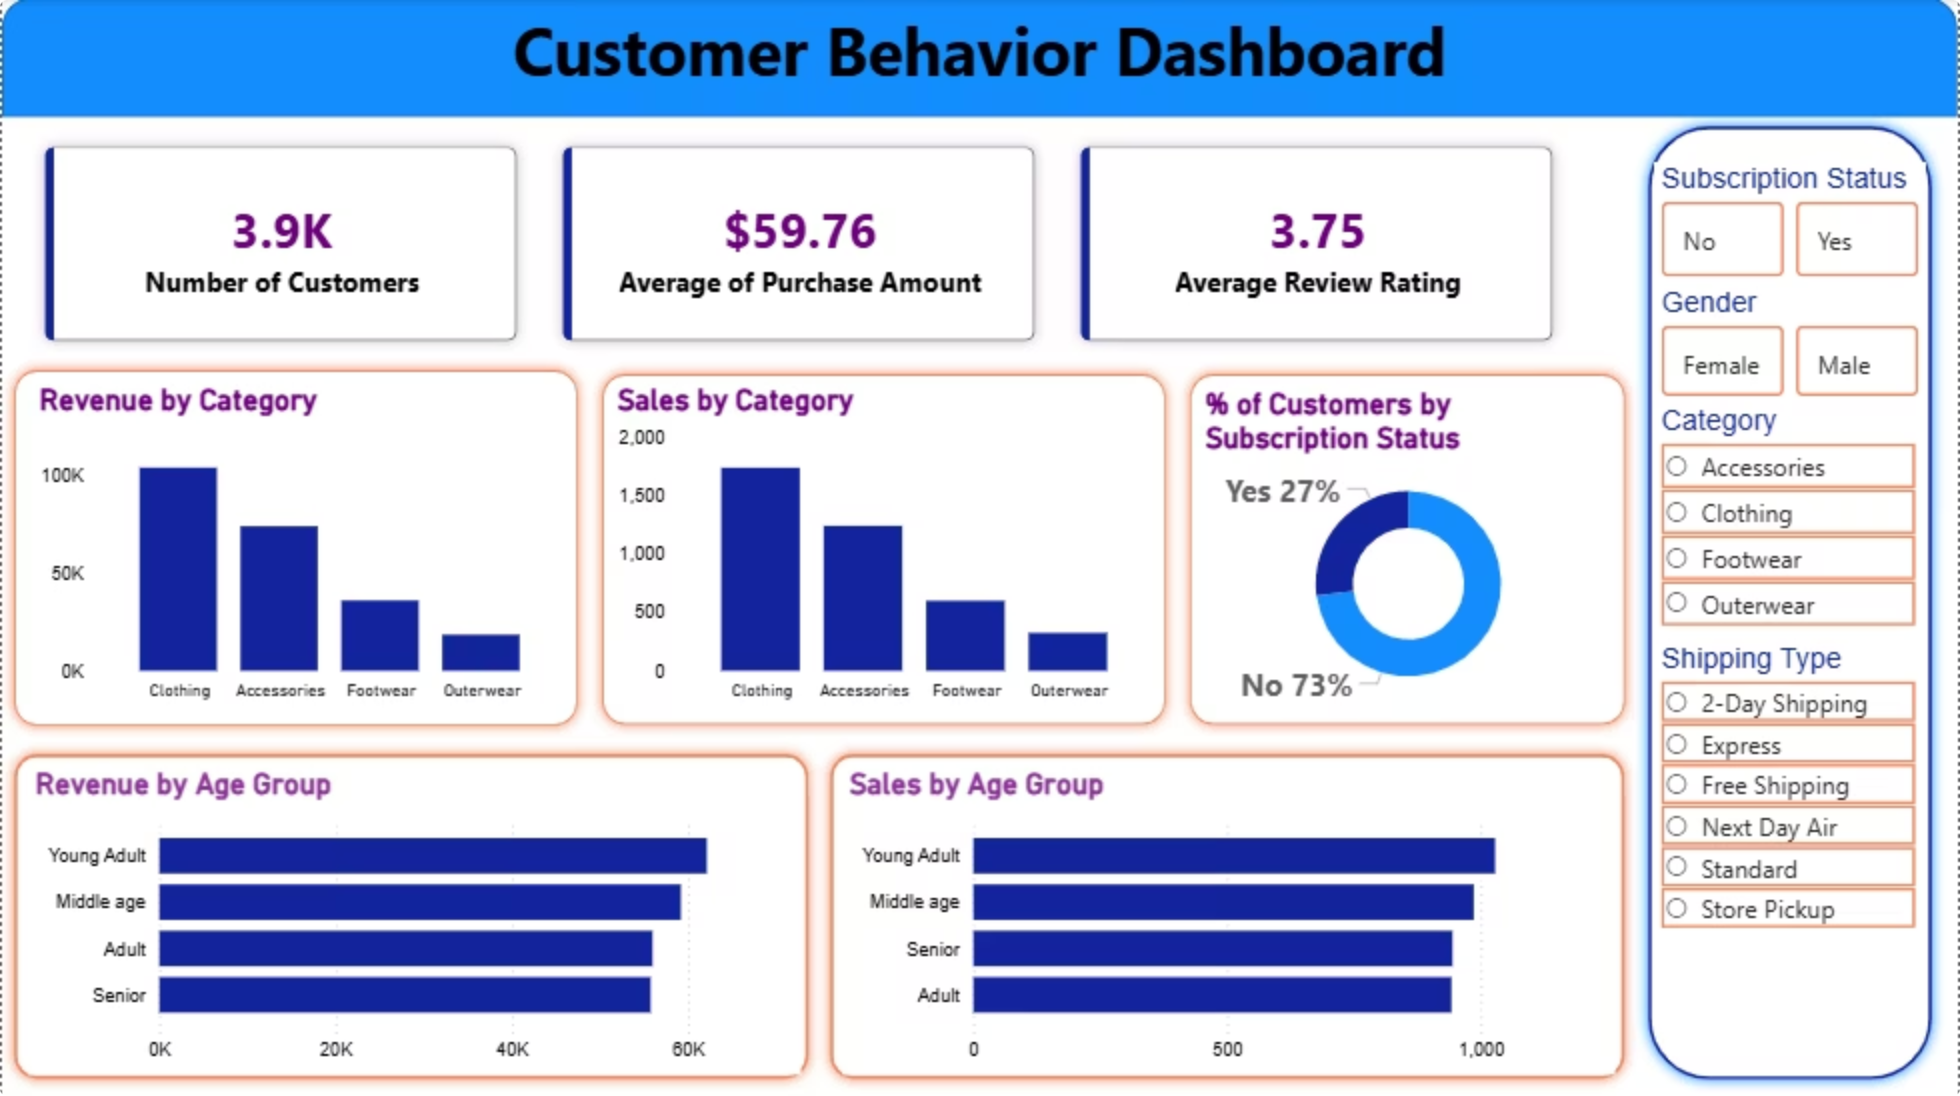 Customer Behavior Dashboard
3.9K
Number of Customers
$59.76
Average of Purchase Amount
3.75
Average Review Rating
Revenue by Category
100K
50K
0K
Clothing
Accessories
Footwear
Outerwear
Sales by Category
2,000
1,500
1,000
500
0
Clothing
Accessories
Footwear
Outerwear
% of Customers by
Subscription Status
Yes 27%
No 73%
Revenue by Age Group
Young Adult
Middle age
Adult
Senior
0K
20K
40K
60K
Sales by Age Group
Young Adult
Middle age
Senior
Adult
0
500
1,000
Subscription Status
No
Yes
Gender
Female
Male
Category
Accessories
Clothing
Footwear
Outerwear
Shipping Type
2-Day Shipping
Express
Free Shipping
Next Day Air
Standard
Store Pickup